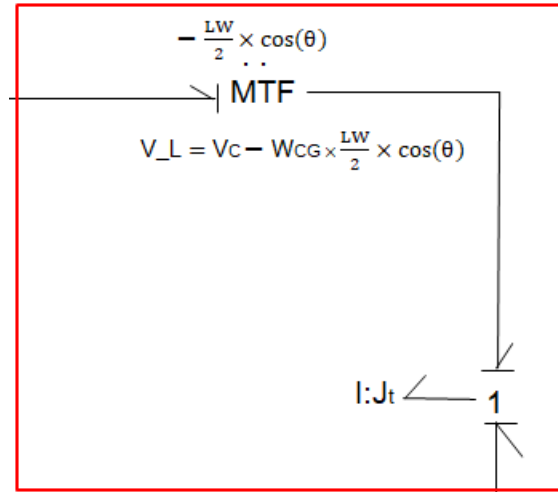 − LW/2 × cos(θ)
. .
MTF
V_L = Vc − WCG × LW/2 × cos(θ)
I:Jt 1